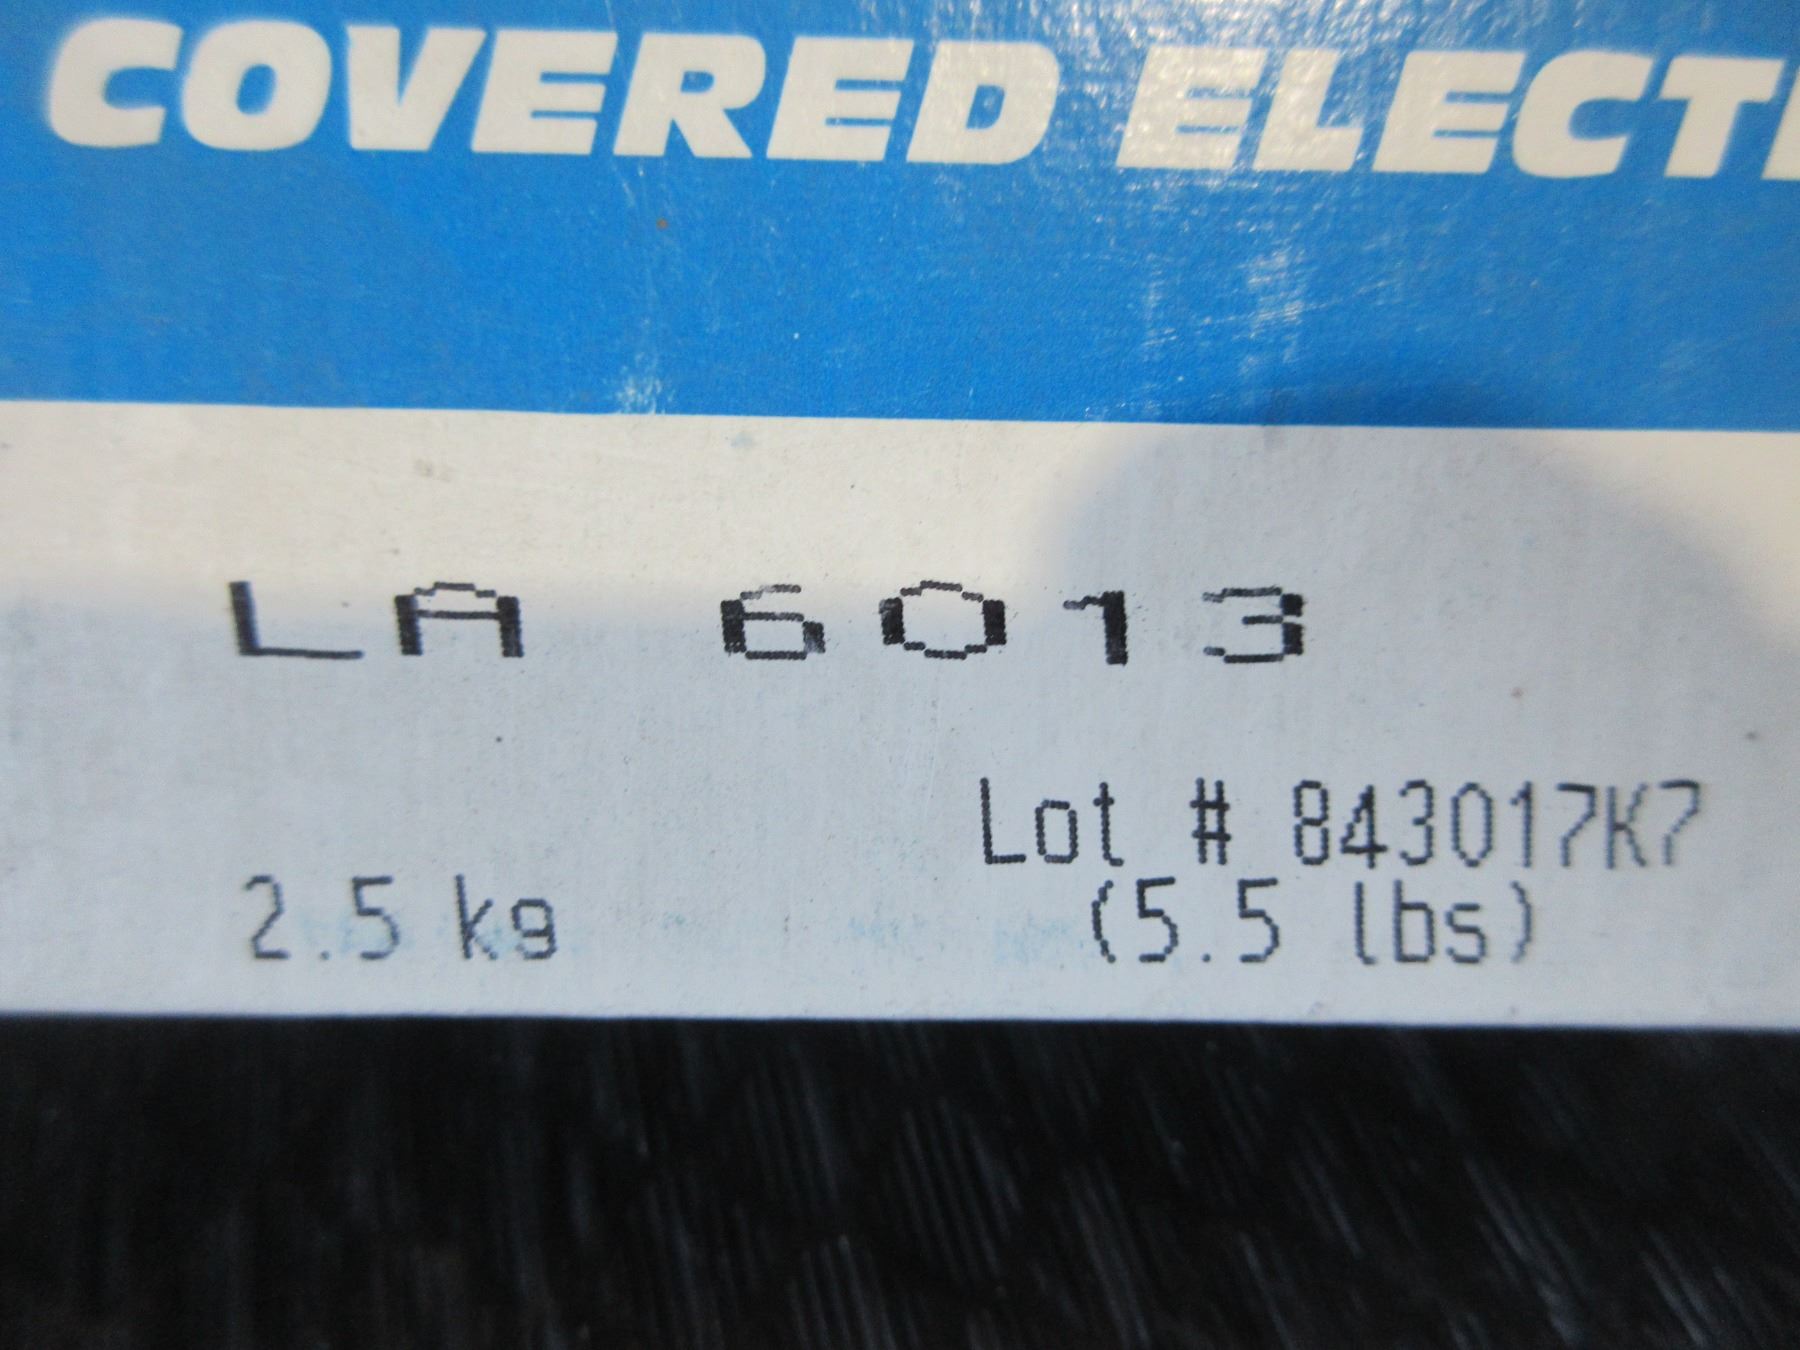 COVERED ELECT
LA 6013
Lot # 843017K7
2.5 kg (5.5 lbs)